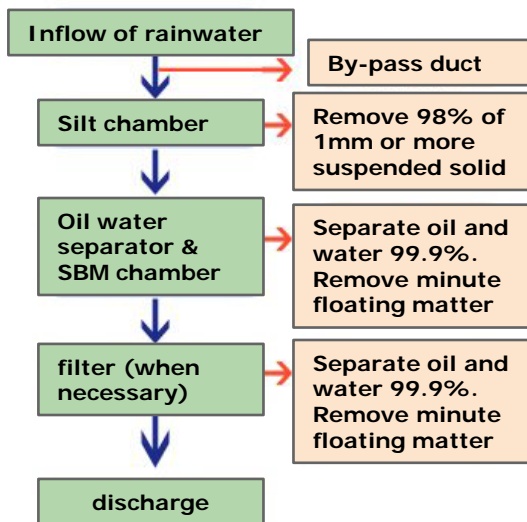 Inflow of rainwater
By-pass duct
Silt chamber
Remove 98% of
1mm or more
suspended solid
Oil water
separator &
SBM chamber
Separate oil and
water 99.9%.
Remove minute
floating matter
filter (when
necessary)
Separate oil and
water 99.9%.
Remove minute
floating matter
discharge